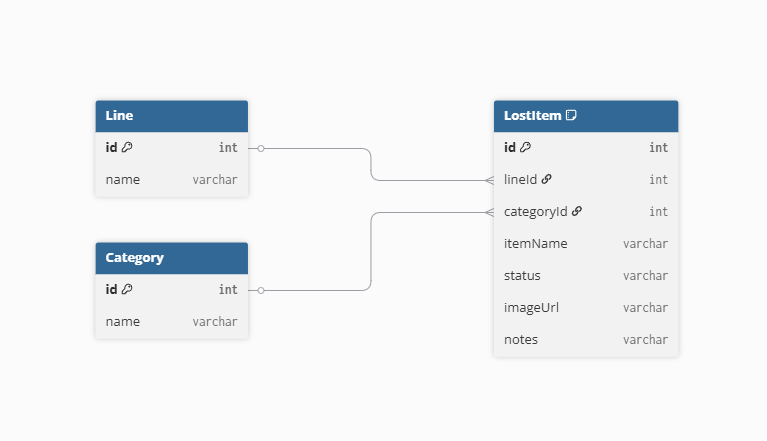 Line
id int
name varchar
Category
id int
name varchar
LostItem
id int
lineId int
categoryId int
itemName varchar
status varchar
imageUrl varchar
notes varchar